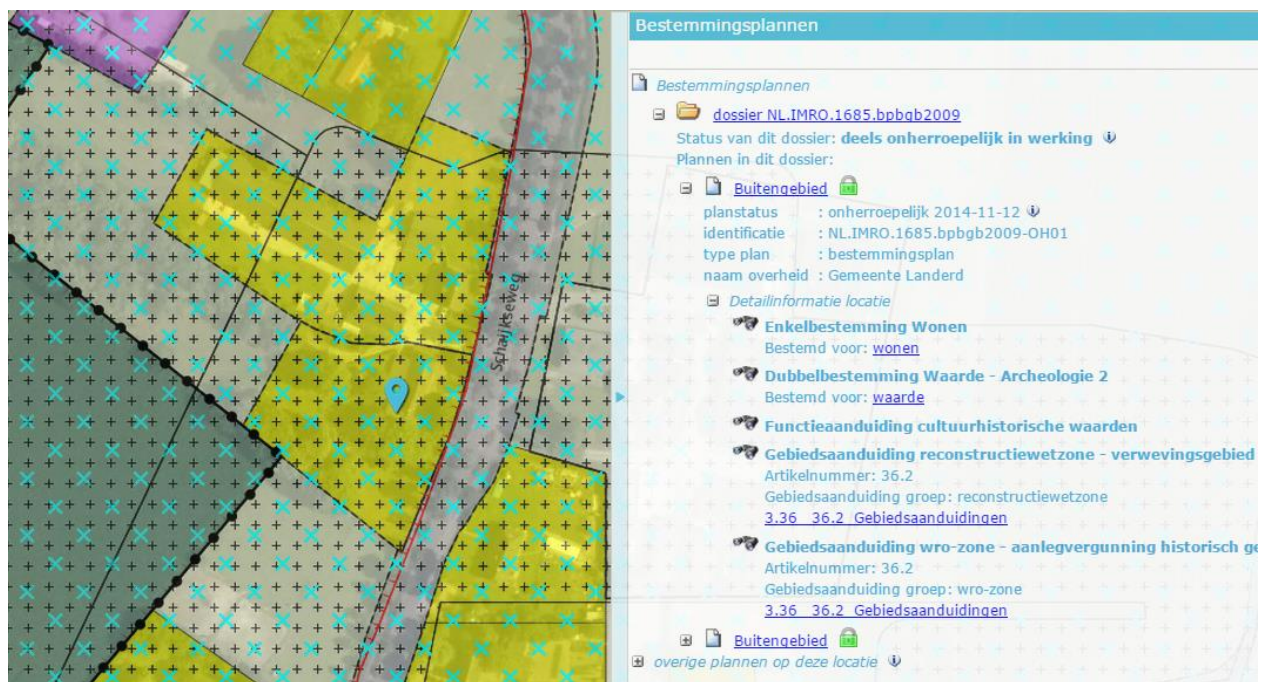 Schaijkseweg
Bestemmingsplannen
Bestemmingsplannen
dossier NL.IMRO.1685.bpbgb2009
Status van dit dossier: deels onherroepelijk in werking
Plannen in dit dossier:
Buitengebied
planstatus : onherroepelijk 2014-11-12
identificatie : NL.IMRO.1685.bpbgb2009-OH01
type plan : bestemmingsplan
naam overheid : Gemeente Landerd
Detailinformatie locatie
Enkelbestemming Wonen
Bestemd voor: wonen
Dubbelbestemming Waarde - Archeologie 2
Bestemd voor: waarde
Functieaanduiding cultuurhistorische waarden
Gebiedsaanduiding reconstructiewetzone - verwevingsgebied
Artikelnummer: 36.2
Gebiedsaanduiding groep: reconstructiewetzone
3.36 36.2 Gebiedsaanduidingen
Gebiedsaanduiding wro-zone - aanlegvergunning historisch ge
Artikelnummer: 36.2
Gebiedsaanduiding groep: wro-zone
3.36 36.2 Gebiedsaanduidingen
Buitengebied
overige plannen op deze locatie